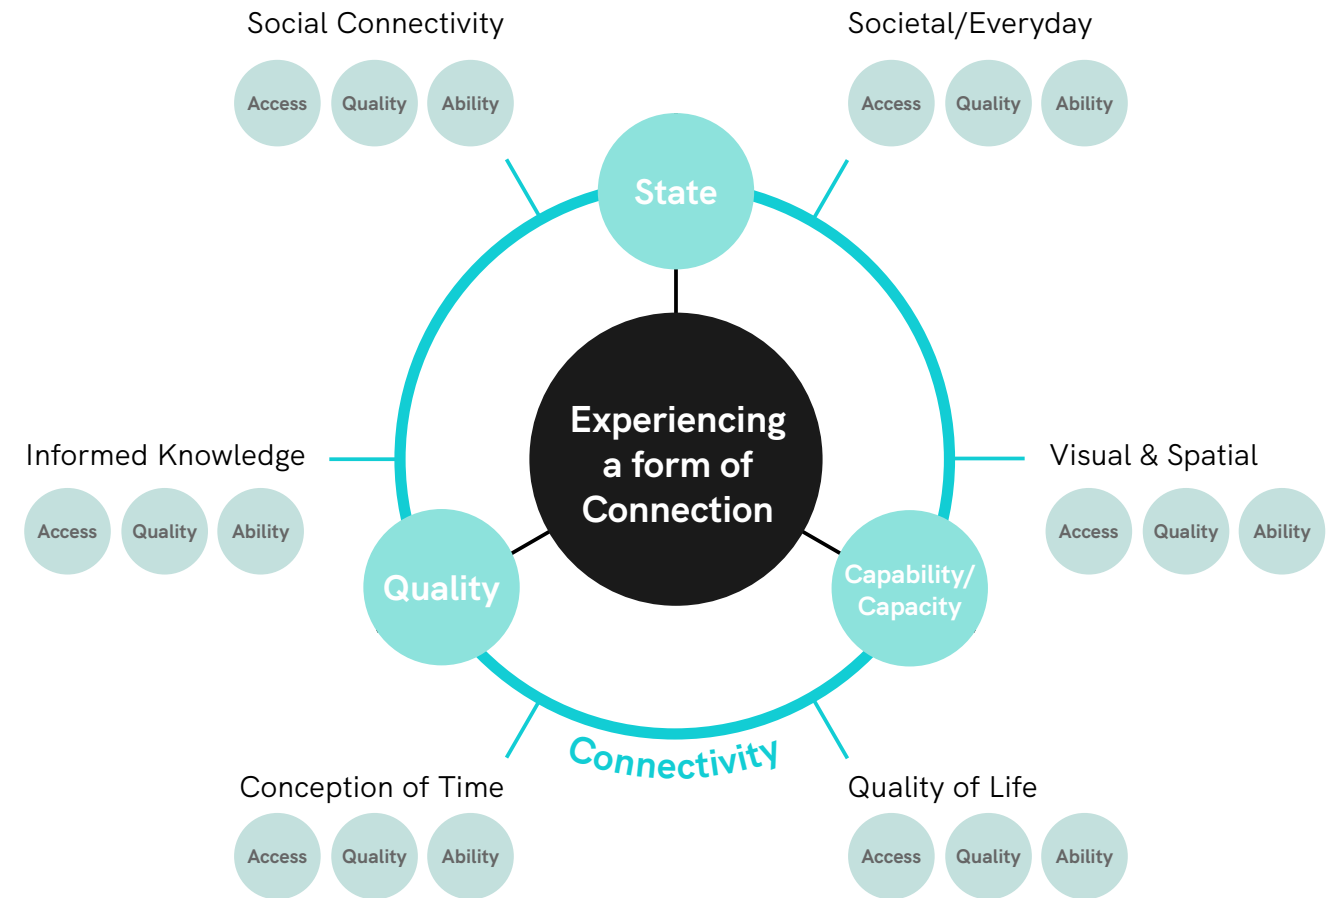 Social Connectivity
Access Quality Ability
Societal/Everyday
Access Quality Ability
State
Experiencing
a form of
Connection
Informed Knowledge
Access Quality Ability
Visual & Spatial
Access Quality Ability
Quality
Capability/
Capacity
Connectivity
Conception of Time
Access Quality Ability
Quality of Life
Access Quality Ability